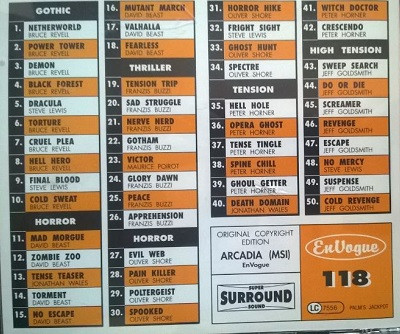 GOTHIC
1. NETHERWORLD
BRUCE REVELL
2. POWER TOWER
BRUCE REVELL
3. DEMON
BRUCE REVELL
4. BLACK FOREST
BRUCE REVELL
5. DRACULA
STEVE LEWIS
6. TORTURE
BRUCE REVELL
7. CRUEL PLEA
BRUCE REVELL
8. HELL HERO
BRUCE REVELL
9. FINAL BLOOD
STEVE LEWIS
10. COLD SWEAT
BRUCE REVELL
HORROR
11. MAD MORGUE
DAVID BEAST
12. ZOMBIE ZOO
DAVID BEAST
13. TENSE TEASER
JONATHAN WALES
14. TORMENT
DAVID BEAST
15. NO ESCAPE
DAVID BEAST
16. MUTANT MARCH
DAVID BEAST
17. VALHALLA
DAVID BEAST
18. FEARLESS
DAVID BEAST
THRILLER
19. TENSION TRIP
FRANZIS BUZZI
20. SAD STRUGGLE
FRANZIS BUZZI
21. NERVE NERD
FRANZIS BUZZI
22. GOTHAM
FRANZIS BUZZI
23. VICTOR
MAURICE POIROT
24. GLORY DAWN
FRANZIS BUZZI
25. PEACE
FRANZIS BUZZI
26. APPREHENSION
FRANZIS BUZZI
HORROR
27. EVIL WEB
OLIVER SHORE
28. PAIN KILLER
OLIVER SHORE
29. POLTERGEIST
OLIVER SHORE
30. SPOOKED
OLIVER SHORE
31. HORROR HIKE
OLIVER SHORE
32. FRIGHT SIGHT
STEVE LEWIS
33. GHOST HUNT
OLIVER SHORE
34. SPECTRE
OLIVER SHORE
TENSION
35. HELL HOLE
PETER HORNER
36. OPERA GHOST
PETER HORNER
37. TENSE TINGLE
PETER HORNER
38. SPINE CHILL
PETER HORNER
39. GHOUL GETTER
PETER HORNER
40. DEATH DOMAIN
JONATHAN WALES
41. WITCH DOCTOR
PETER HORNER
42. CRESCENDO
PETER HORNER
HIGH TENSION
43. SWEEP SEARCH
JEFF GOLDSMITH
44. DO OR DIE
JEFF GOLDSMITH
45. SCREAMER
JEFF GOLDSMITH
46. REVENGE
JEFF GOLDSMITH
47. ESCAPE
JEFF GOLDSMITH
48. NO MERCY
STEVE LEWIS
49. SUSPENSE
JEFF GOLDSMITH
50. COLD REVENGE
JEFF GOLDSMITH
ORIGINAL COPYRIGHT
EDITION
ARCADIA (MSI)
EnVogue
SUPER
SURROUND
SOUND
EnVogue
118
LC 7556
PALM'S JACKPOT